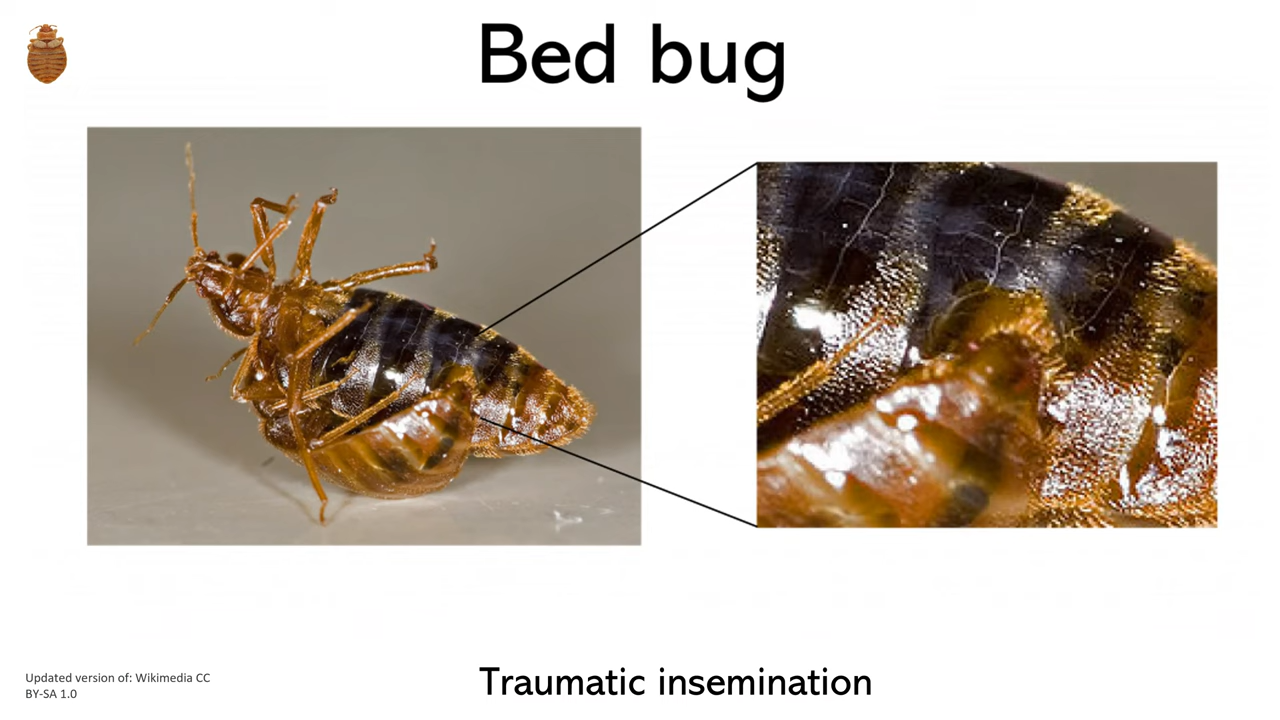 Bed bug
Updated version of: Wikimedia CC
BY-SA 1.0
Traumatic insemination